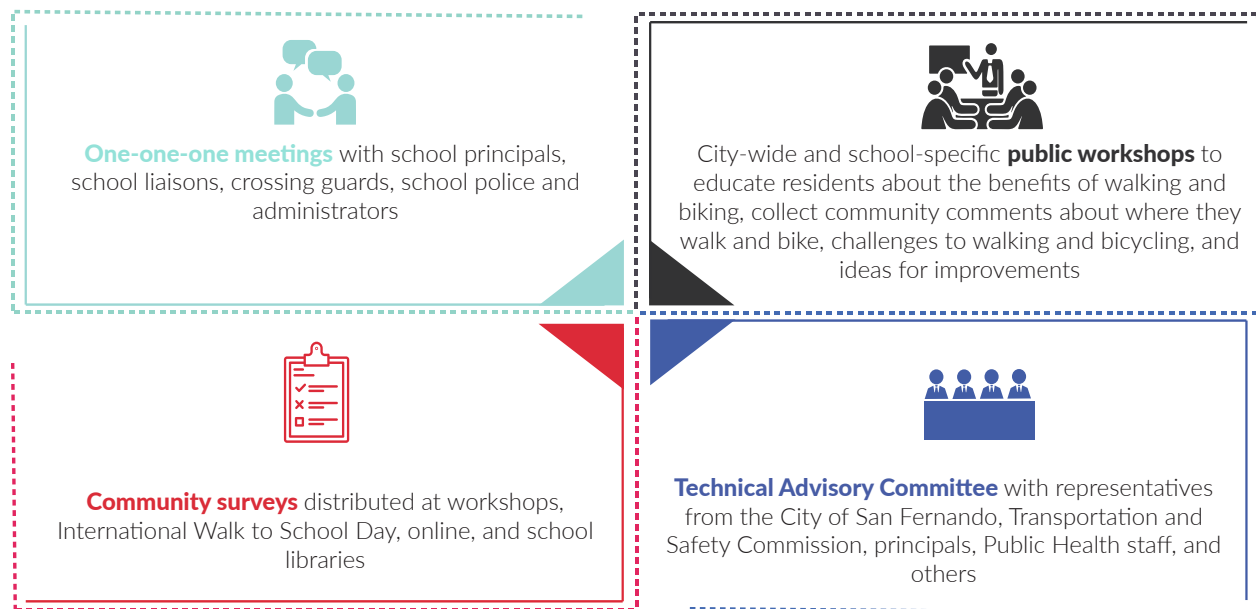 One-one-one meetings with school principals,
school liaisons, crossing guards, school police and
administrators
City-wide and school-specific public workshops to
educate residents about the benefits of walking and
biking, collect community comments about where they
walk and bike, challenges to walking and bicycling, and
ideas for improvements
Community surveys distributed at workshops,
International Walk to School Day, online, and school
libraries
Technical Advisory Committee with representatives
from the City of San Fernando, Transportation and
Safety Commission, principals, Public Health staff, and
others